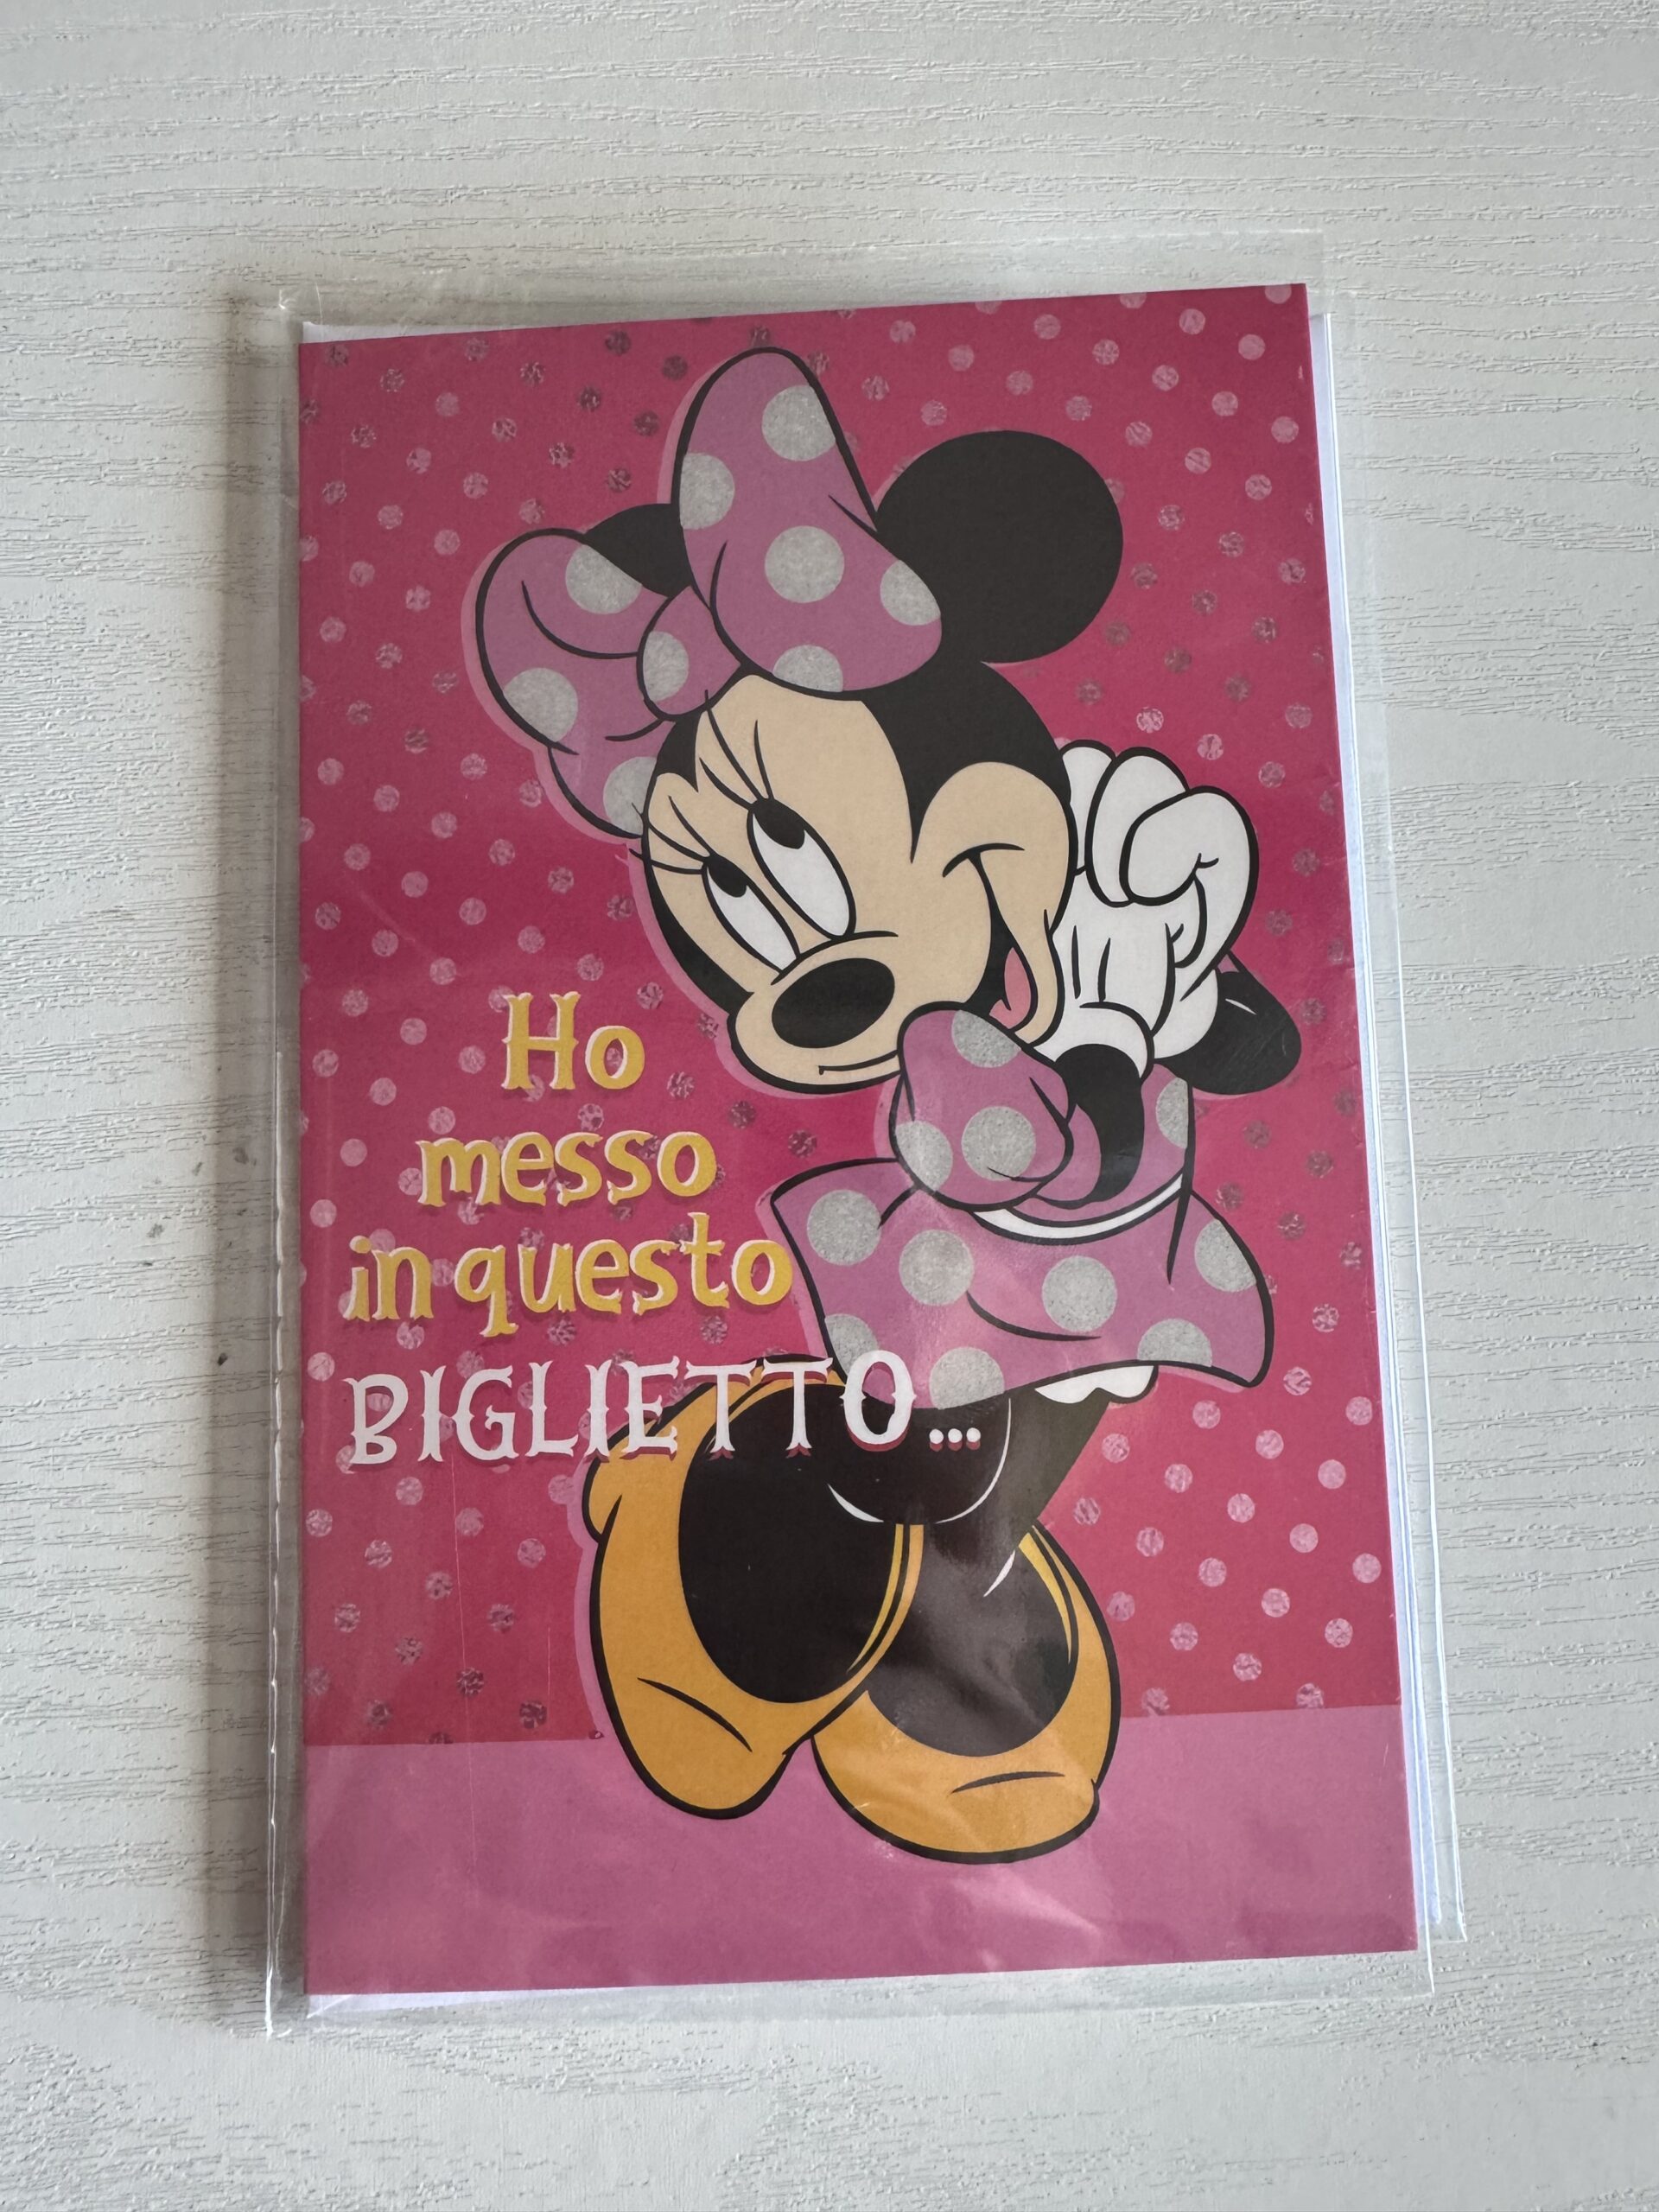 Ho
messo
in questo
BIGLIETTO...